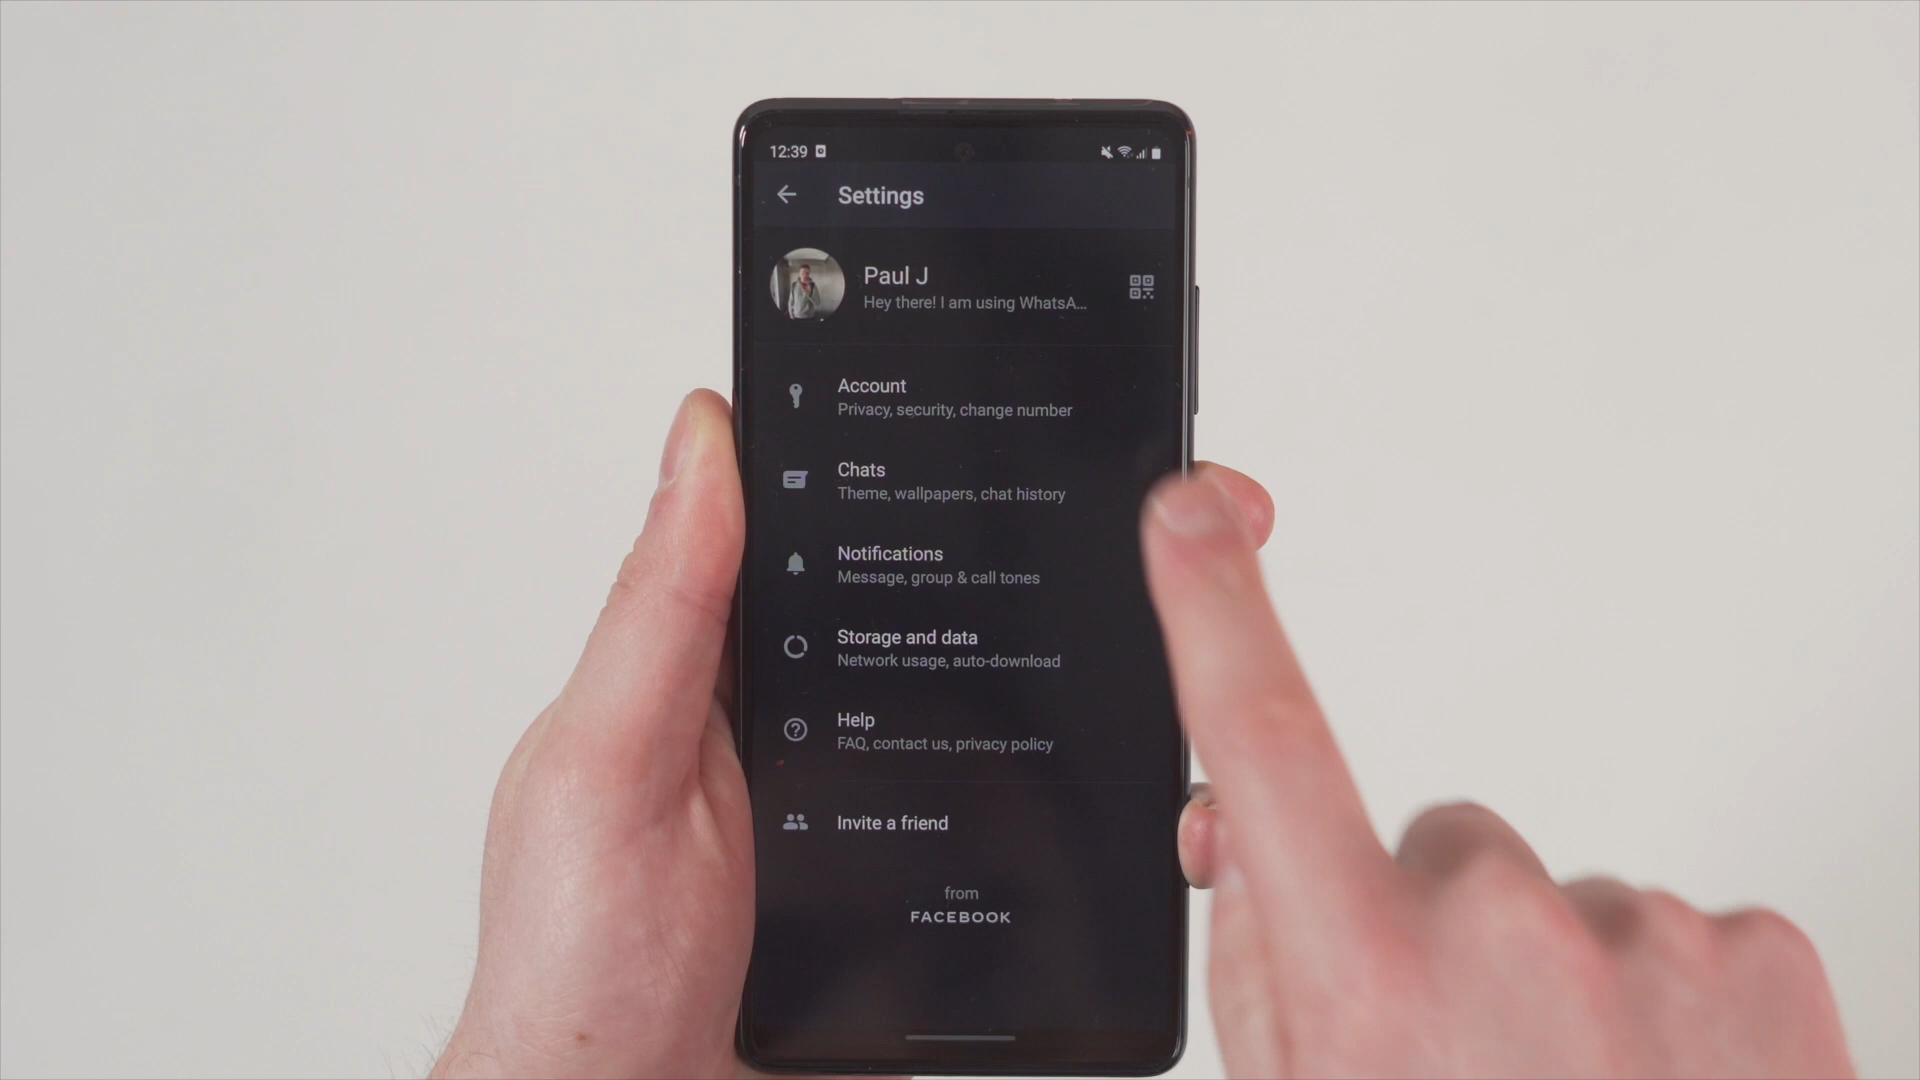 12:39
Settings
Paul J
Hey there! I am using WhatsA...
Account
Privacy, security, change number
Chats
Theme, wallpapers, chat history
Notifications
Message, group & call tones
Storage and data
Network usage, auto-download
Help
FAQ, contact us, privacy policy
Invite a friend
from
FACEBOOK